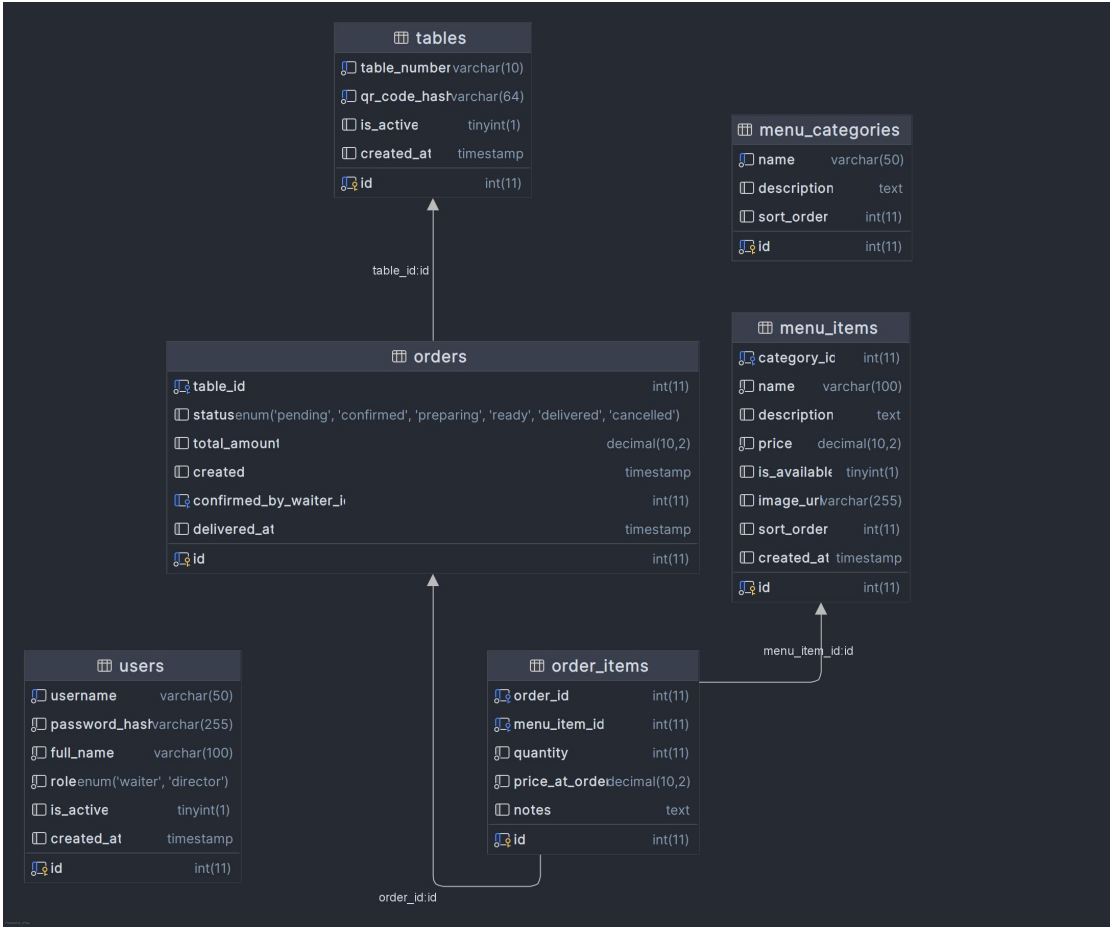 tables
table_number varchar(10)
qr_code_hash varchar(64)
is_active tinyint(1)
created_at timestamp
id int(11)
menu_categories
name varchar(50)
description text
sort_order int(11)
id int(11)
table_id:id
menu_items
category_id int(11)
name varchar(100)
description text
price decimal(10,2)
is_available tinyint(1)
image_url varchar(255)
sort_order int(11)
created_at timestamp
id int(11)
orders
table_id int(11)
status enum('pending', 'confirmed', 'preparing', 'ready', 'delivered', 'cancelled')
total_amount decimal(10,2)
created timestamp
confirmed_by_waiter_i int(11)
delivered_at timestamp
id int(11)
menu_item_id:id
users
username varchar(50)
password_hash varchar(255)
full_name varchar(100)
role enum('waiter', 'director')
is_active tinyint(1)
created_at timestamp
id int(11)
order_items
order_id int(11)
menu_item_id int(11)
quantity int(11)
price_at_order decimal(10,2)
notes text
id int(11)
order_id:id